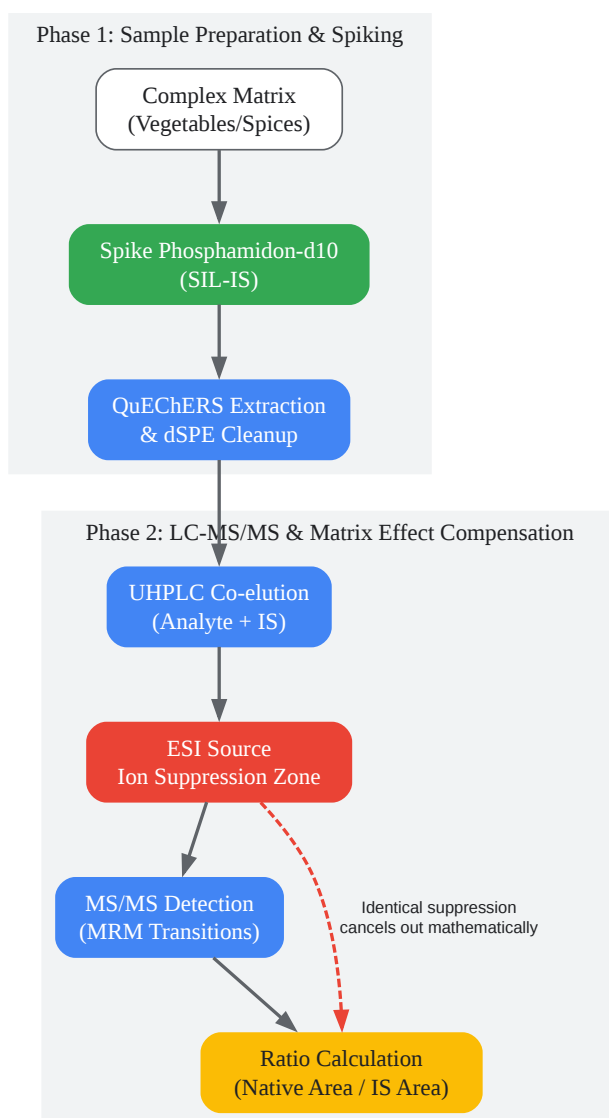 Phase 1: Sample Preparation & Spiking
Complex Matrix
(Vegetables/Spices)
Spike Phosphamidon-d10
(SIL-IS)
QuEChERS Extraction
& dSPE Cleanup
Phase 2: LC-MS/MS & Matrix Effect Compensation
UHPLC Co-elution
(Analyte + IS)
ESI Source
Ion Suppression Zone
MS/MS Detection
(MRM Transitions)
Identical suppression
cancels out mathematically
Ratio Calculation
(Native Area / IS Area)